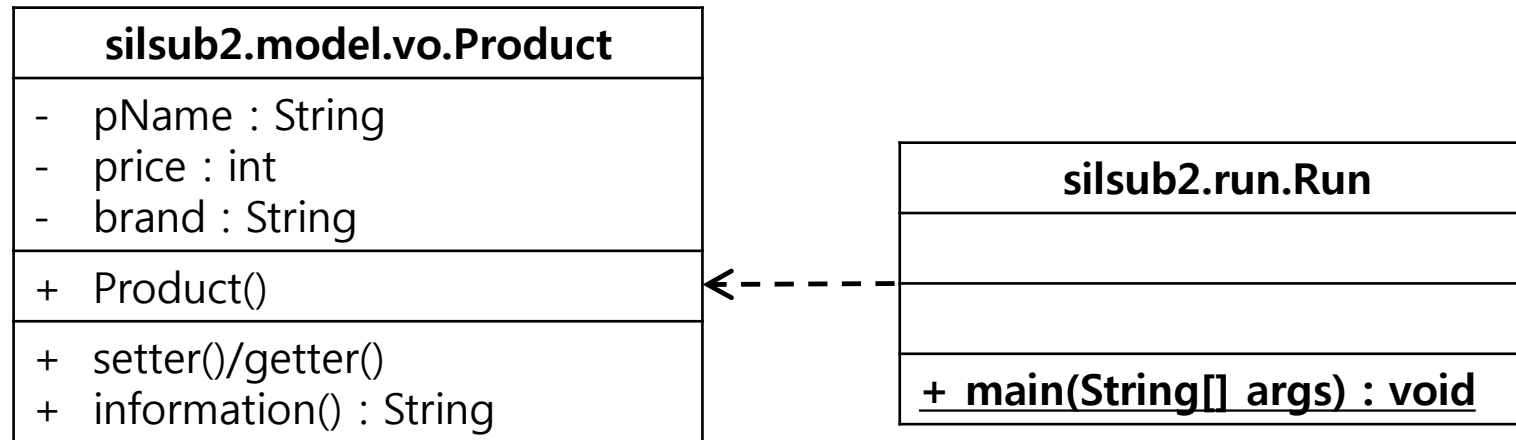 silsub2.model.vo.Product
- pName : String
- price : int
- brand : String
+ Product()
+ setter()/getter()
+ information() : String
silsub2.run.Run
+ main(String[] args) : void